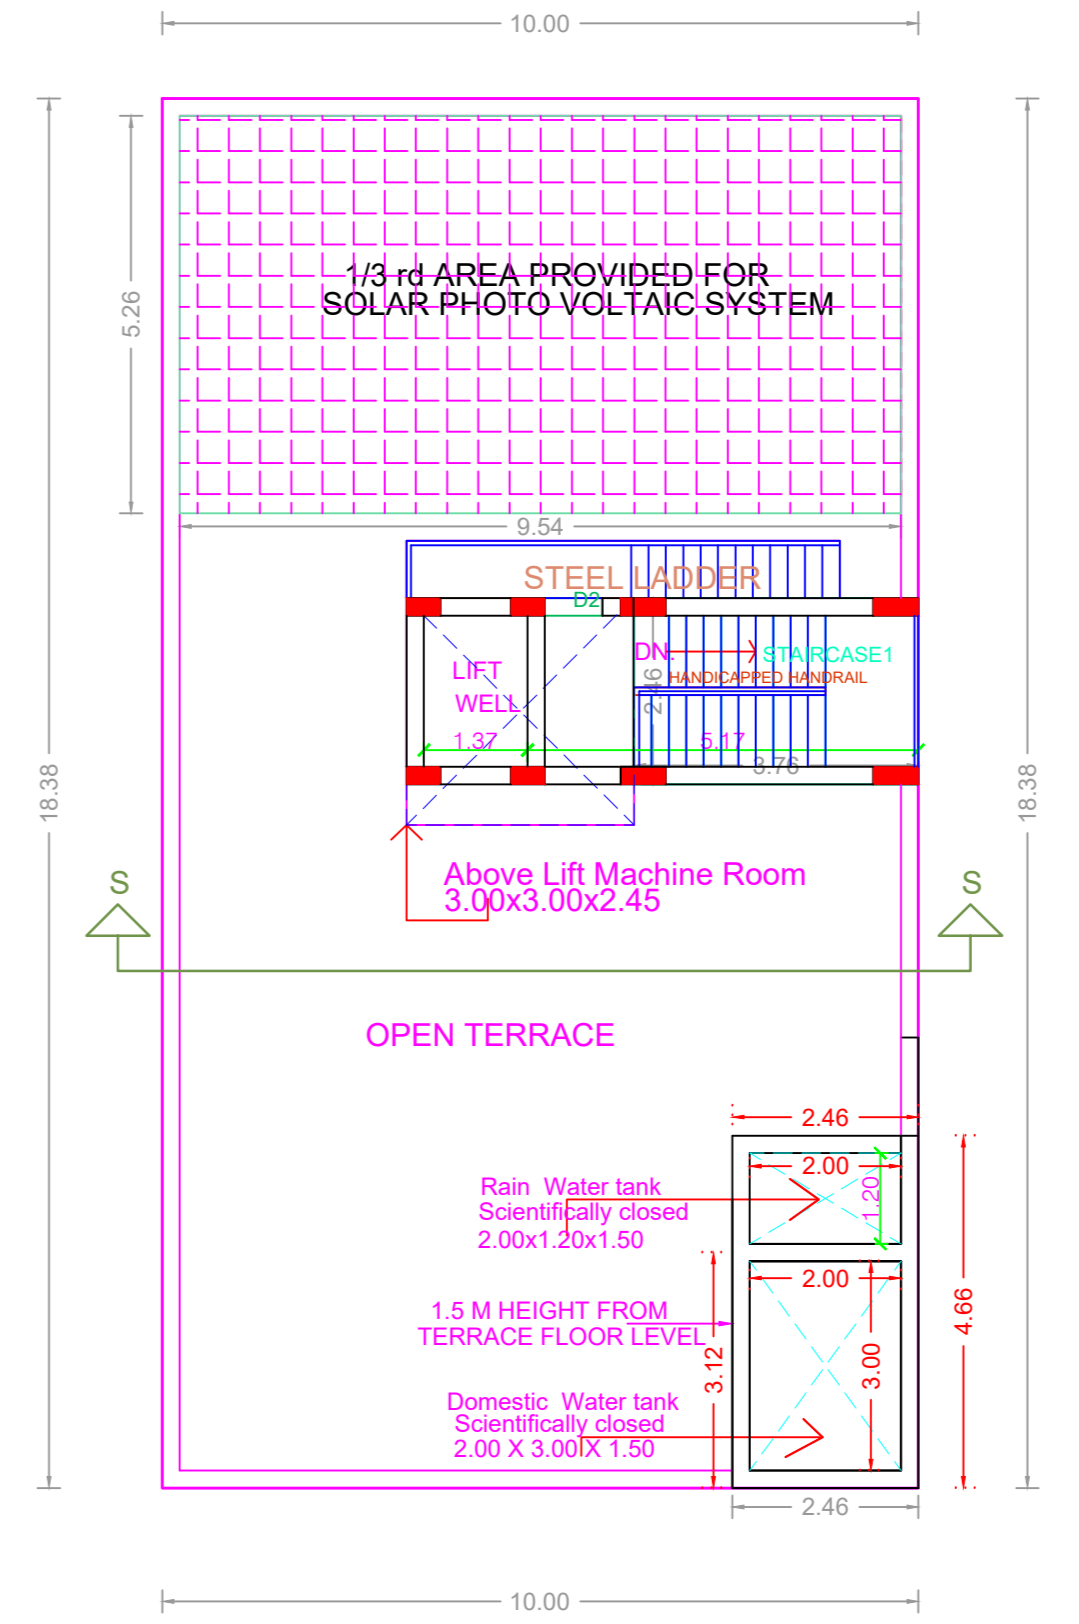 10.00
1/3 rd AREA PROVIDED FOR
SOLAR PHOTO VOLTAIC SYSTEM
5.26
9.54
STEEL LADDER
D2
DN.
STAIRCASE1
HANDICAPPED HANDRAIL
LIFT
WELL
2.46
1.37
5.17
3.76
18.38
18.38
Above Lift Machine Room
3.00x3.00x2.45
S
S
OPEN TERRACE
2.46
2.00
1.20
Rain Water tank
Scientifically closed
2.00x1.20x1.50
2.00
1.5 M HEIGHT FROM
TERRACE FLOOR LEVEL
4.66
3.12
3.00
Domestic Water tank
Scientifically closed
2.00 X 3.00 X 1.50
2.46
10.00